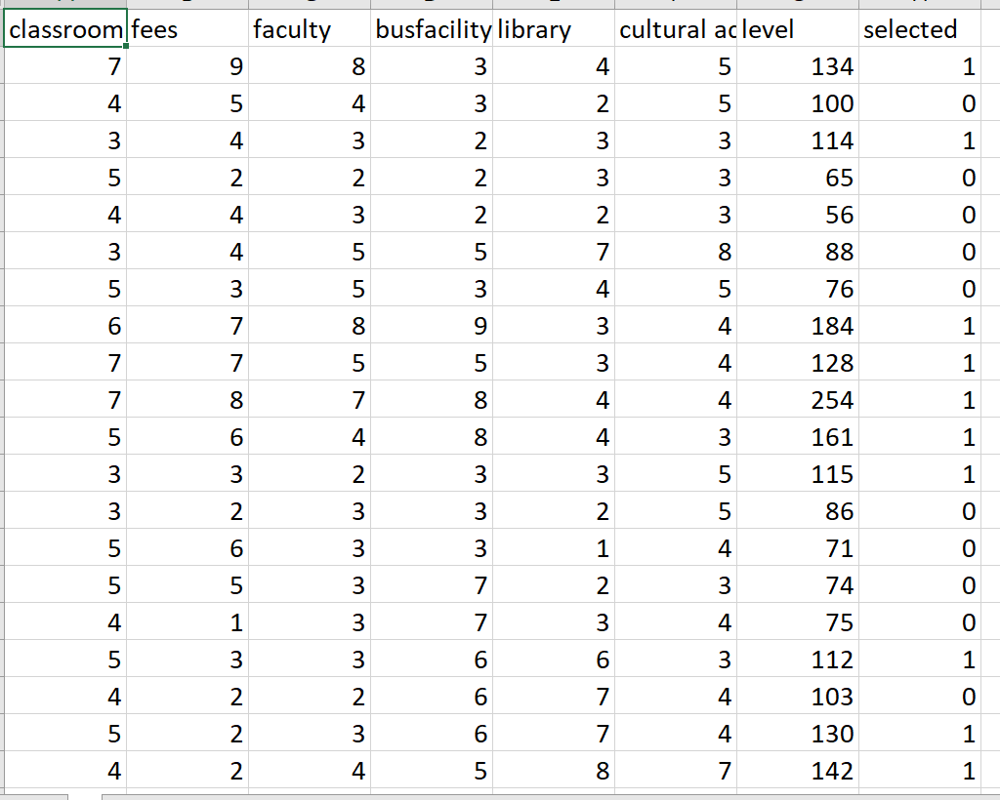 classroom fees faculty busfacility library cultural ac level selected
7 9 8 3 4 5 134 1
4 5 4 3 2 5 100 0
3 4 3 2 3 3 114 1
5 2 2 2 3 3 65 0
4 4 3 2 2 3 56 0
3 4 5 5 7 8 88 0
5 3 5 3 4 5 76 0
6 7 8 9 3 4 184 1
7 7 5 5 3 4 128 1
7 8 7 8 4 4 254 1
5 6 4 8 4 3 161 1
3 3 2 3 3 5 115 1
3 2 3 3 2 5 86 0
5 6 3 3 1 4 71 0
5 5 3 7 2 3 74 0
4 1 3 7 3 4 75 0
5 3 3 6 6 3 112 1
4 2 2 6 7 4 103 0
5 2 3 6 7 4 130 1
4 2 4 5 8 7 142 1